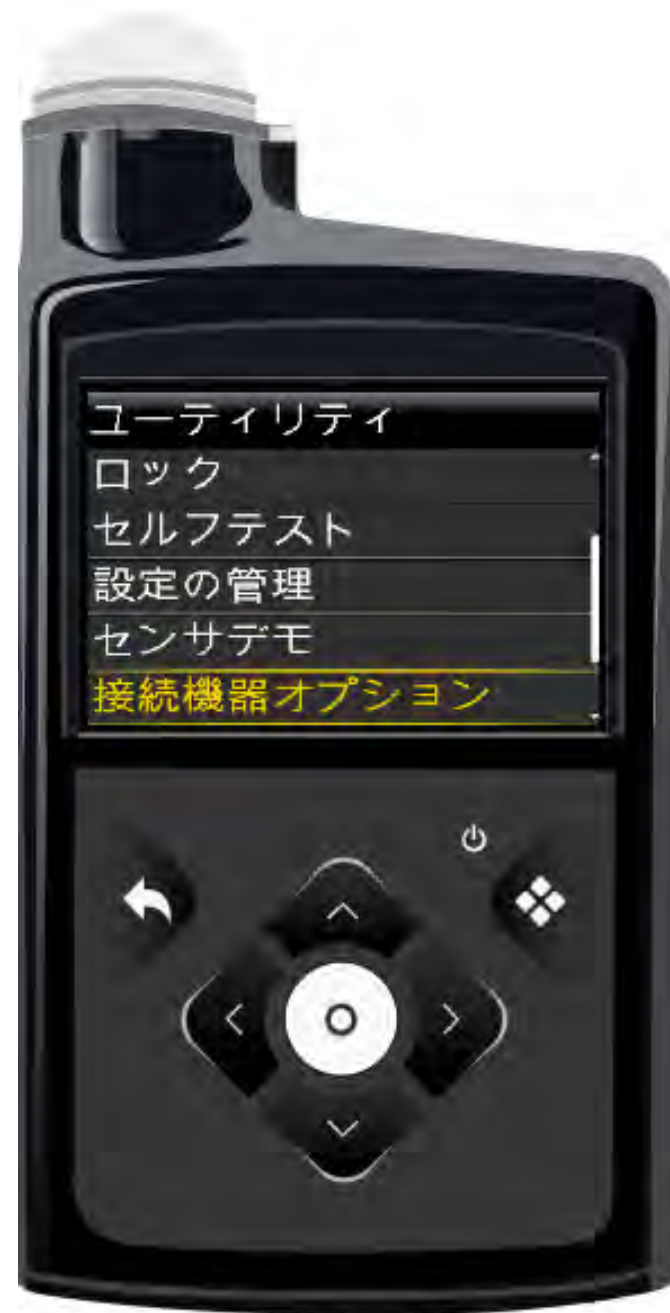 ユーティリティ
ロック
セルフテスト
設定の管理
センサデモ
接続機器オプション